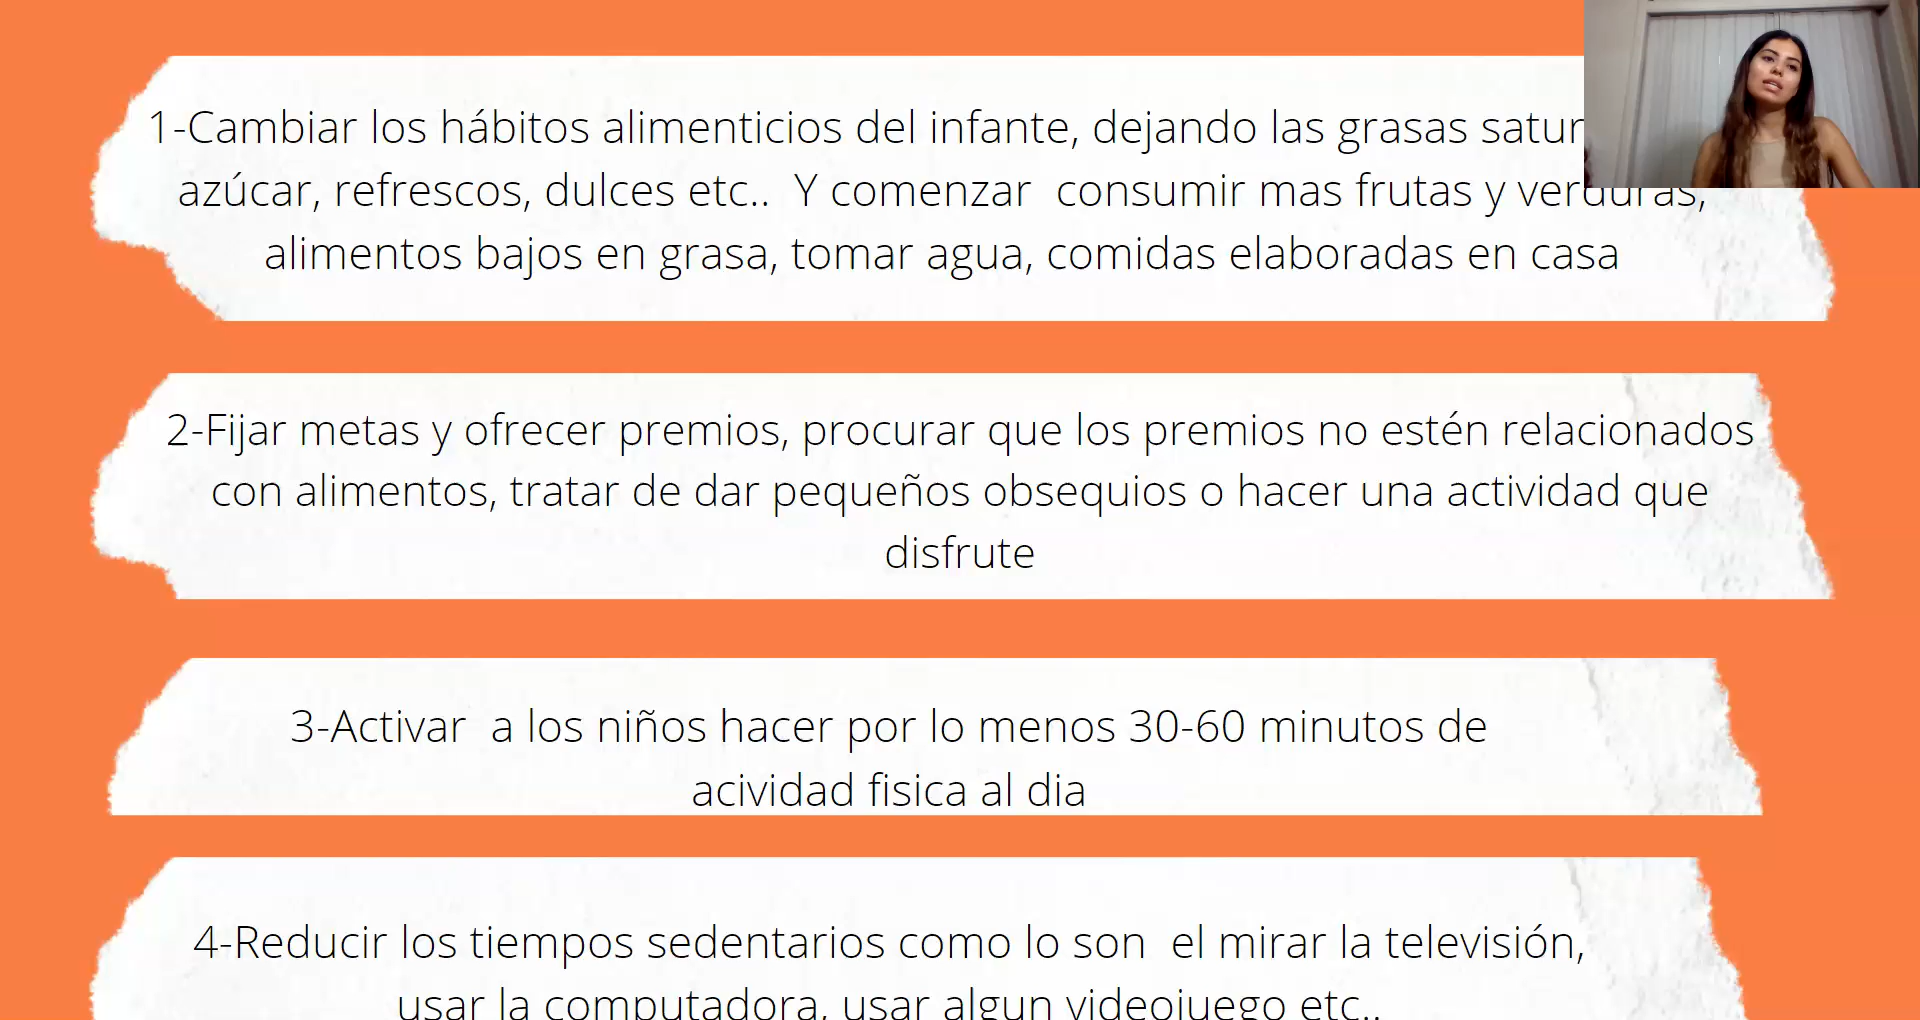 1-Cambiar los hábitos alimenticios del infante, dejando las grasas
azúcar, refrescos, dulces etc.. Y comenzar consumir mas frutas y verduras,
alimentos bajos en grasa, tomar agua, comidas elaboradas en casa
2-Fijar metas y ofrecer premios, procurar que los premios no estén relacionados
con alimentos, tratar de dar pequeños obsequios o hacer una actividad que
disfrute
3-Activar a los niños hacer por lo menos 30-60 minutos de
acividad fisica al dia
4-Reducir los tiempos sedentarios como lo son el mirar la televisión,
usar la computadora, usar algun videojuego etc..